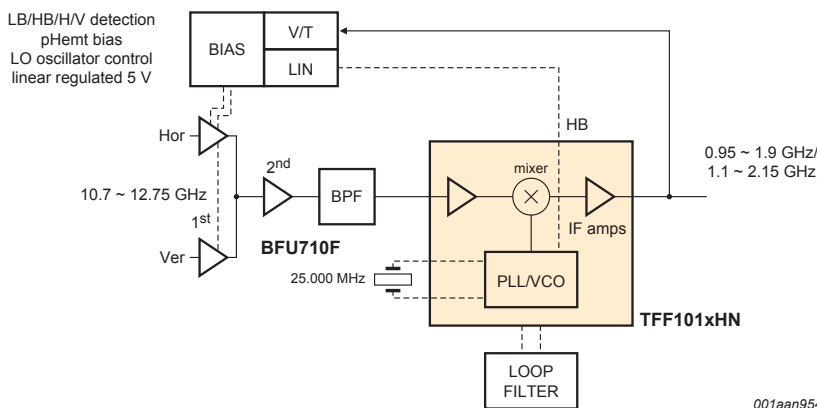 LB/HB/H/V detection
pHemt bias
LO oscillator control
linear regulated 5 V
BIAS
V/T
LIN
Hor
HB
0.95 ~ 1.9 GHz/
1.1 ~ 2.15 GHz
2nd
mixer
BPF
10.7 ~ 12.75 GHz
1st
IF amps
BFU710F
Ver
25.000 MHz
PLL/VCO
TFF101xHN
LOOP
FILTER
001aan954